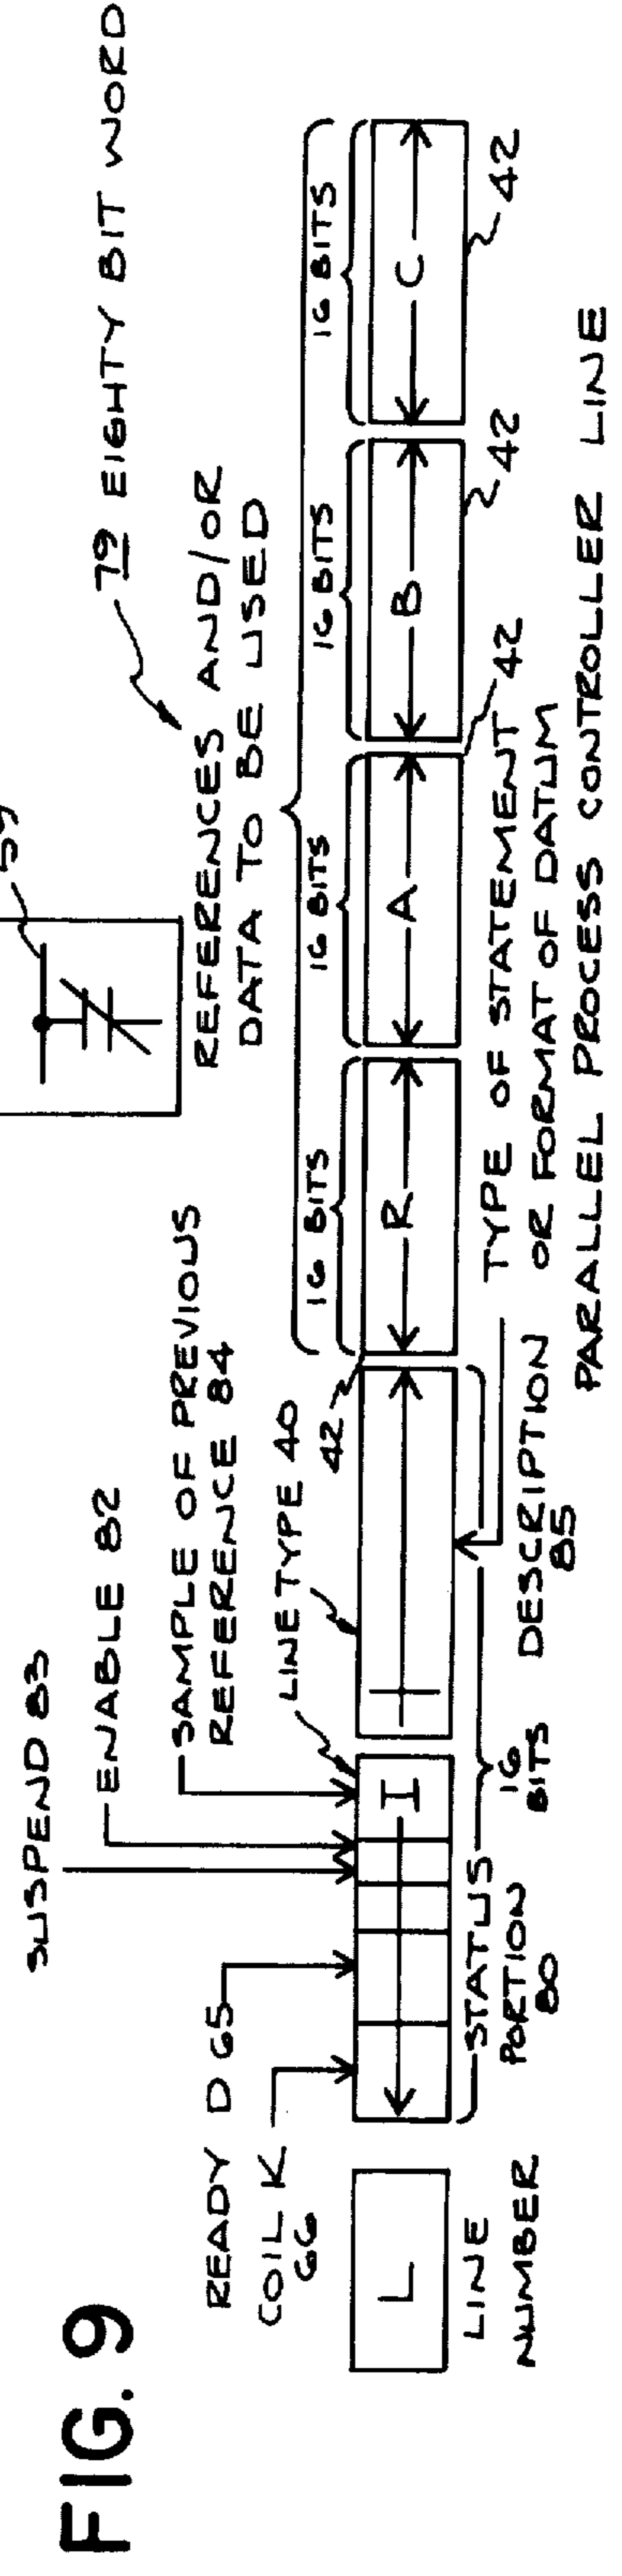 FIG. 9
59
79 EIGHTY BIT WORD
REFERENCES AND/OR
DATA TO BE USED
SUSPEND 83
ENABLE 82
SAMPLE OF PREVIOUS
REFERENCE 84
READY D 65
COIL K
66
LINE TYPE 40
42
16 BITS
16 BITS
16 BITS
16 BITS
L
I
T
R
A
B
C
42
42
42
LINE
NUMBER
STATUS
PORTION
80
16
BITS
DESCRIPTION
85
TYPE OF STATEMENT
OR FORMAT OF DATUM
PARALLEL PROCESS CONTROLLER LINE